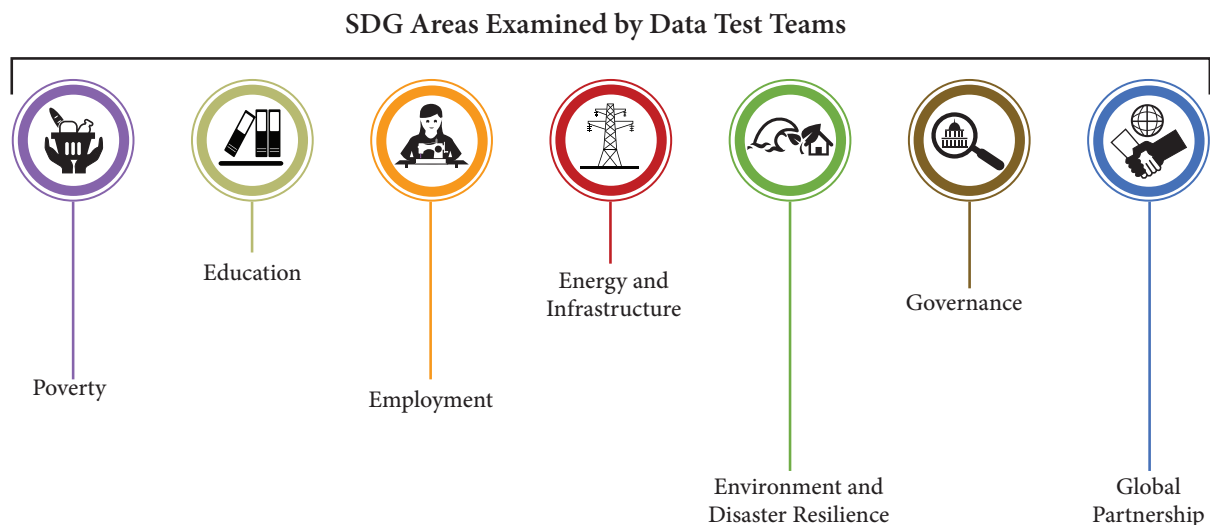 SDG Areas Examined by Data Test Teams
Poverty
Education
Employment
Energy and
Infrastructure
Environment and
Disaster Resilience
Governance
Global
Partnership